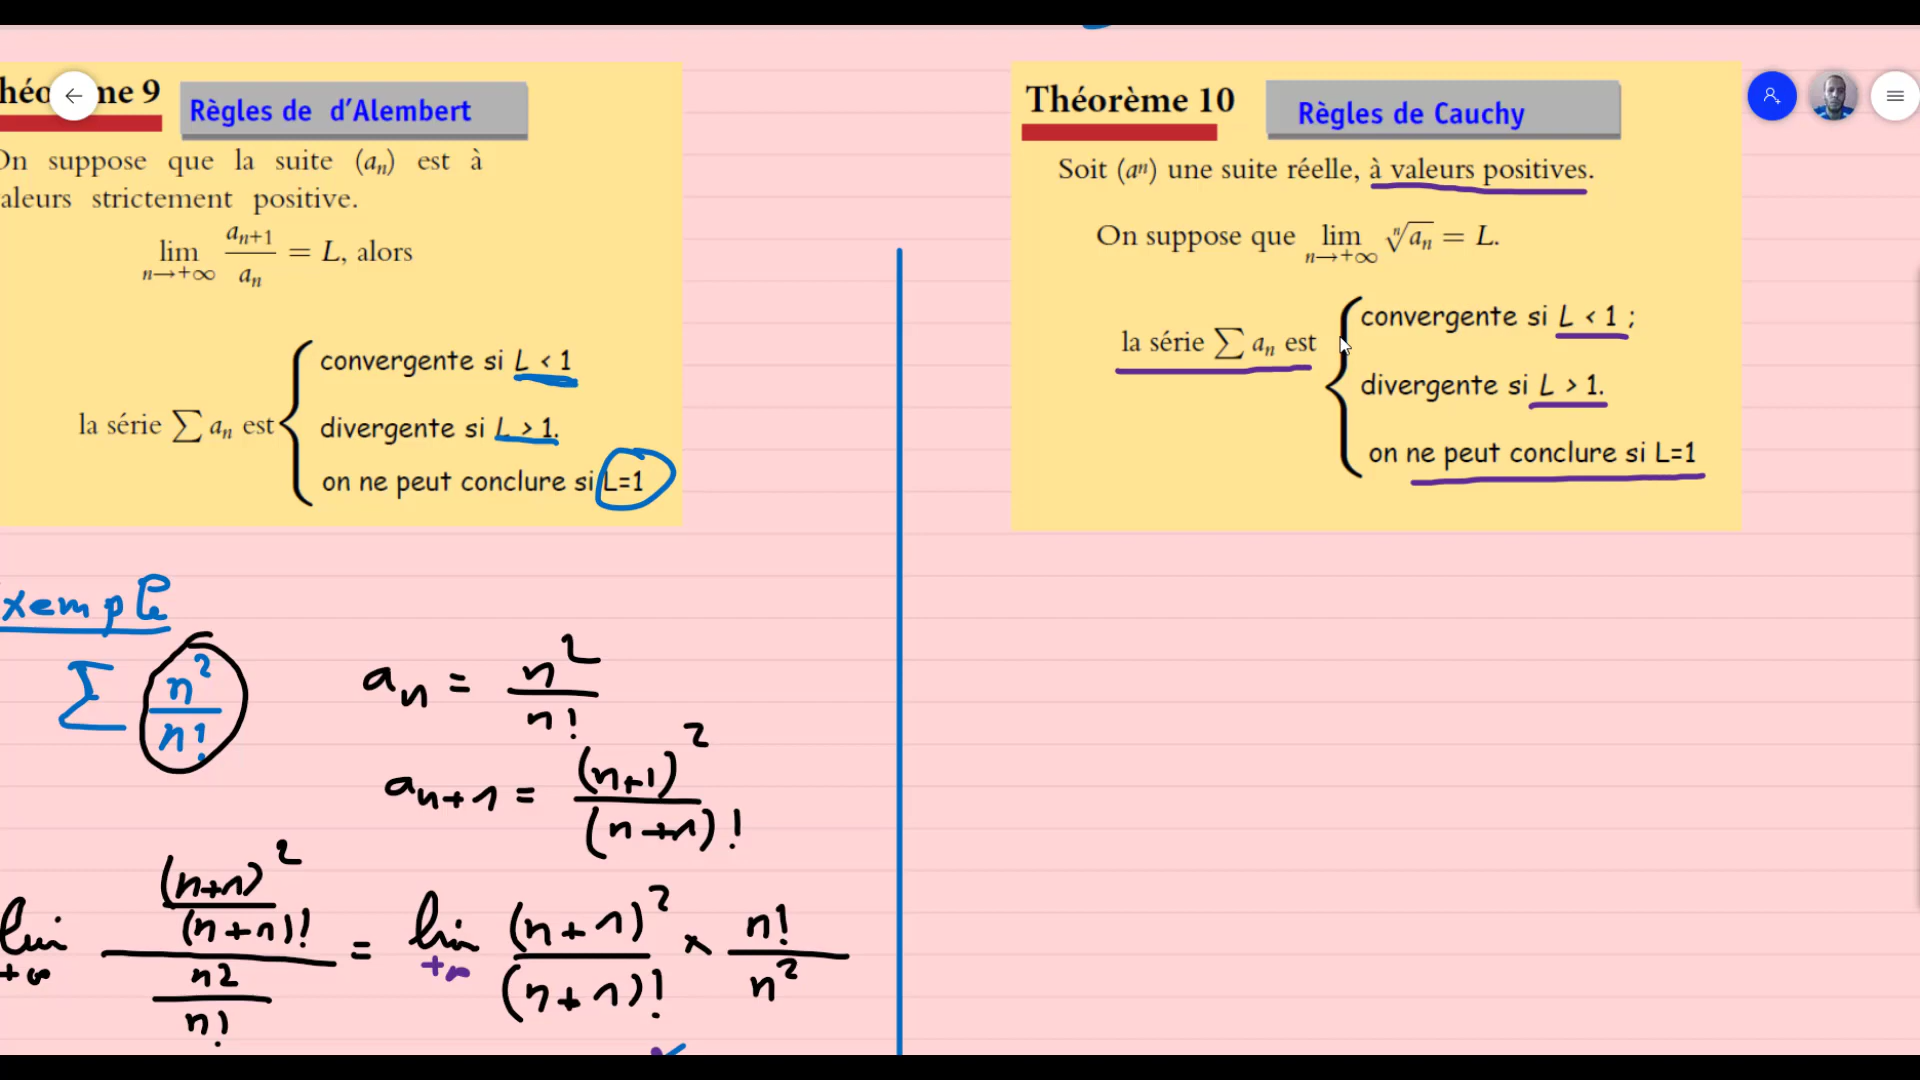 héo me 9
Règles de d'Alembert
On suppose que la suite (aₙ) est à
aleurs strictement positive.
lim n→+∞ aₙ₊₁/aₙ = L, alors
la série ∑ aₙ est
convergente si L < 1
divergente si L > 1.
on ne peut conclure si L=1
xemple
∑ n²/n!
aₙ = n²/n!
aₙ₊₁ = (n+1)²/(n+1)!
lim +∞ ((n+1)²/(n+1)!)/(n2/n!) = lim +∞ (n+1)²/(n+1)! × n!/n²
Théorème 10
Règles de Cauchy
Soit (aⁿ) une suite réelle, à valeurs positives.
On suppose que lim n→+∞ ⁿ√aₙ = L.
la série ∑ aₙ est
convergente si L < 1 ;
divergente si L > 1.
on ne peut conclure si L=1